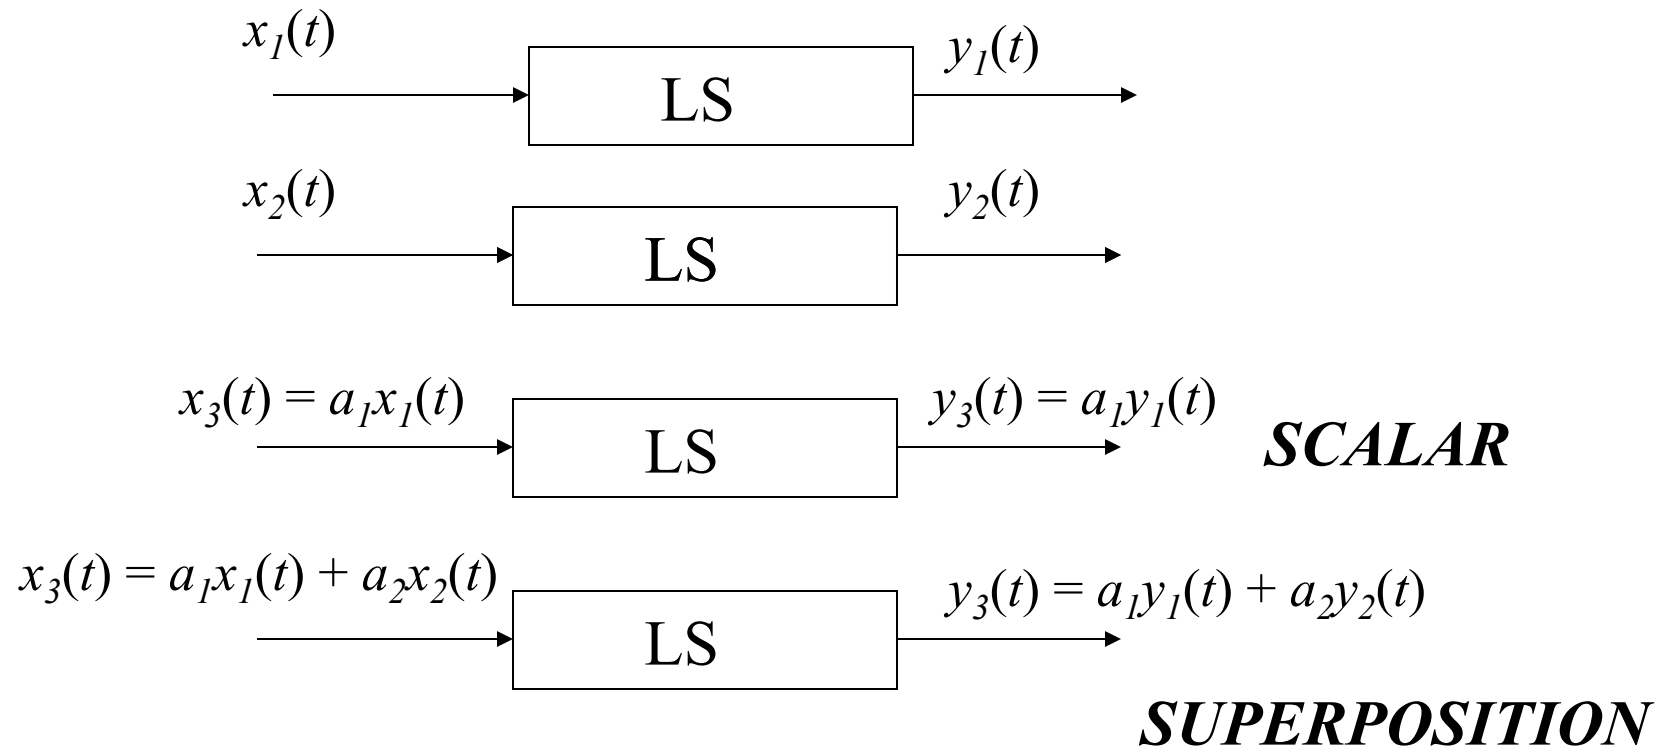 x₁(t) y₁(t)
LS
x₂(t) y₂(t)
LS
x₃(t) = a₁x₁(t) y₃(t) = a₁y₁(t)
LS SCALAR
x₃(t) = a₁x₁(t) + a₂x₂(t) y₃(t) = a₁y₁(t) + a₂y₂(t)
LS
SUPERPOSITION